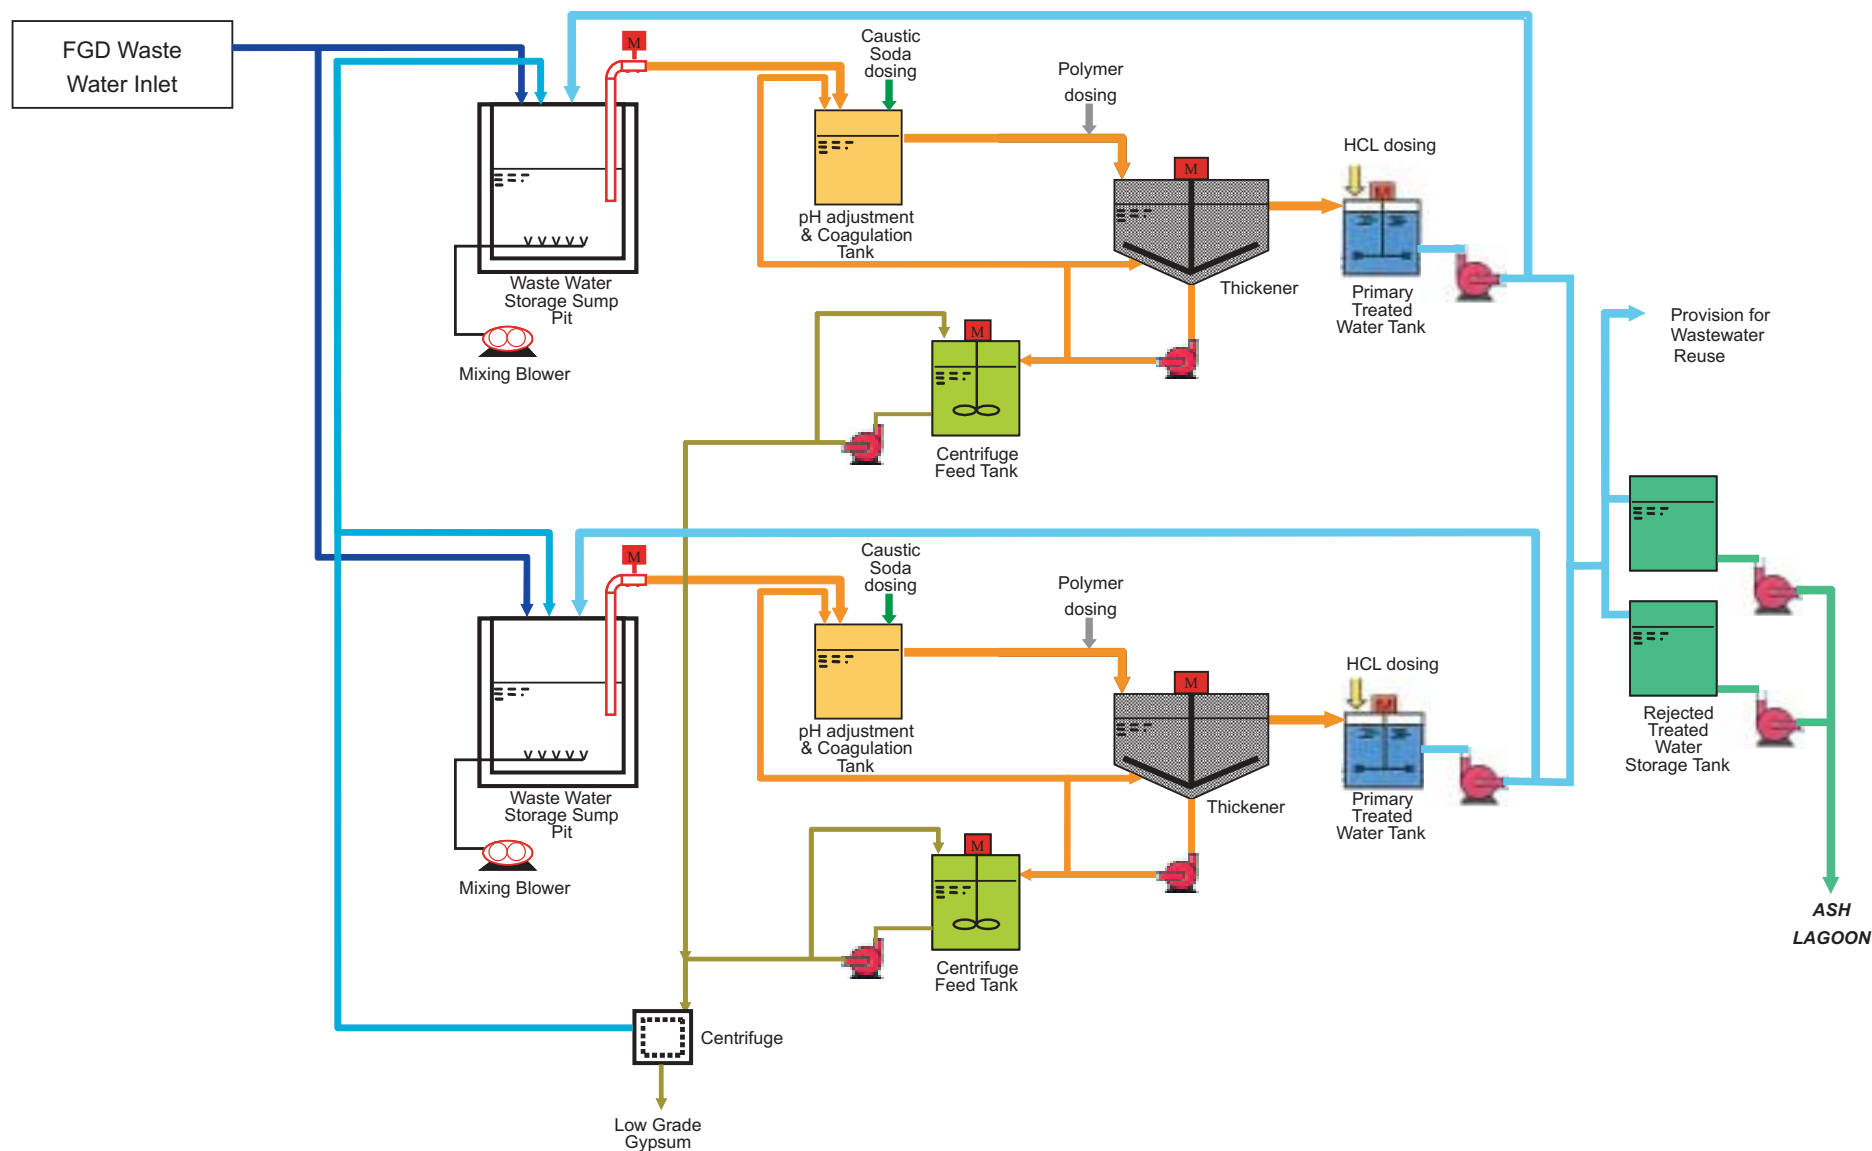 FGD Waste
Water Inlet
M
Caustic
Soda
dosing
Polymer
dosing
HCL dosing
M
M
pH adjustment
& Coagulation
Tank
Waste Water
Storage Sump
Pit
Thickener
Primary
Treated
Water Tank
Provision for
Wastewater
Reuse
M
Mixing Blower
Centrifuge
Feed Tank
M
Caustic
Soda
dosing
Polymer
dosing
HCL dosing
M
M
pH adjustment
& Coagulation
Tank
Waste Water
Storage Sump
Pit
Thickener
Primary
Treated
Water Tank
Rejected
Treated
Water
Storage Tank
M
Mixing Blower
Centrifuge
Feed Tank
ASH
LAGOON
Centrifuge
Low Grade
Gypsum